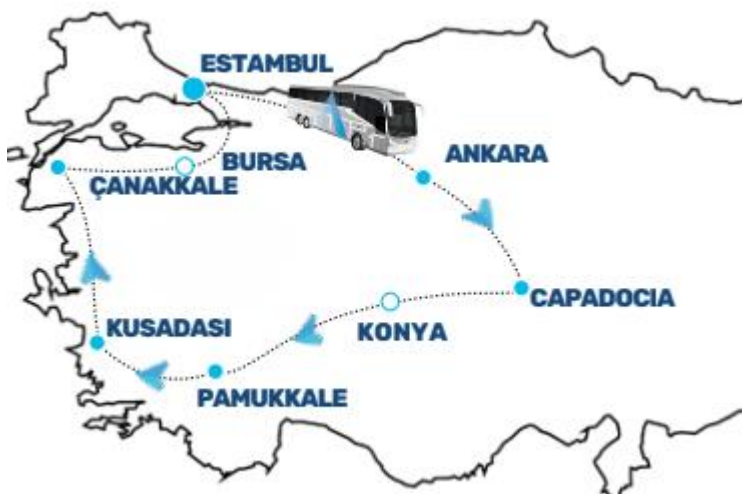 ESTAMBUL
ANKARA
BURSA
ÇANAKKALE
CAPADOCIA
KONYA
KUSADASI
PAMUKKALE